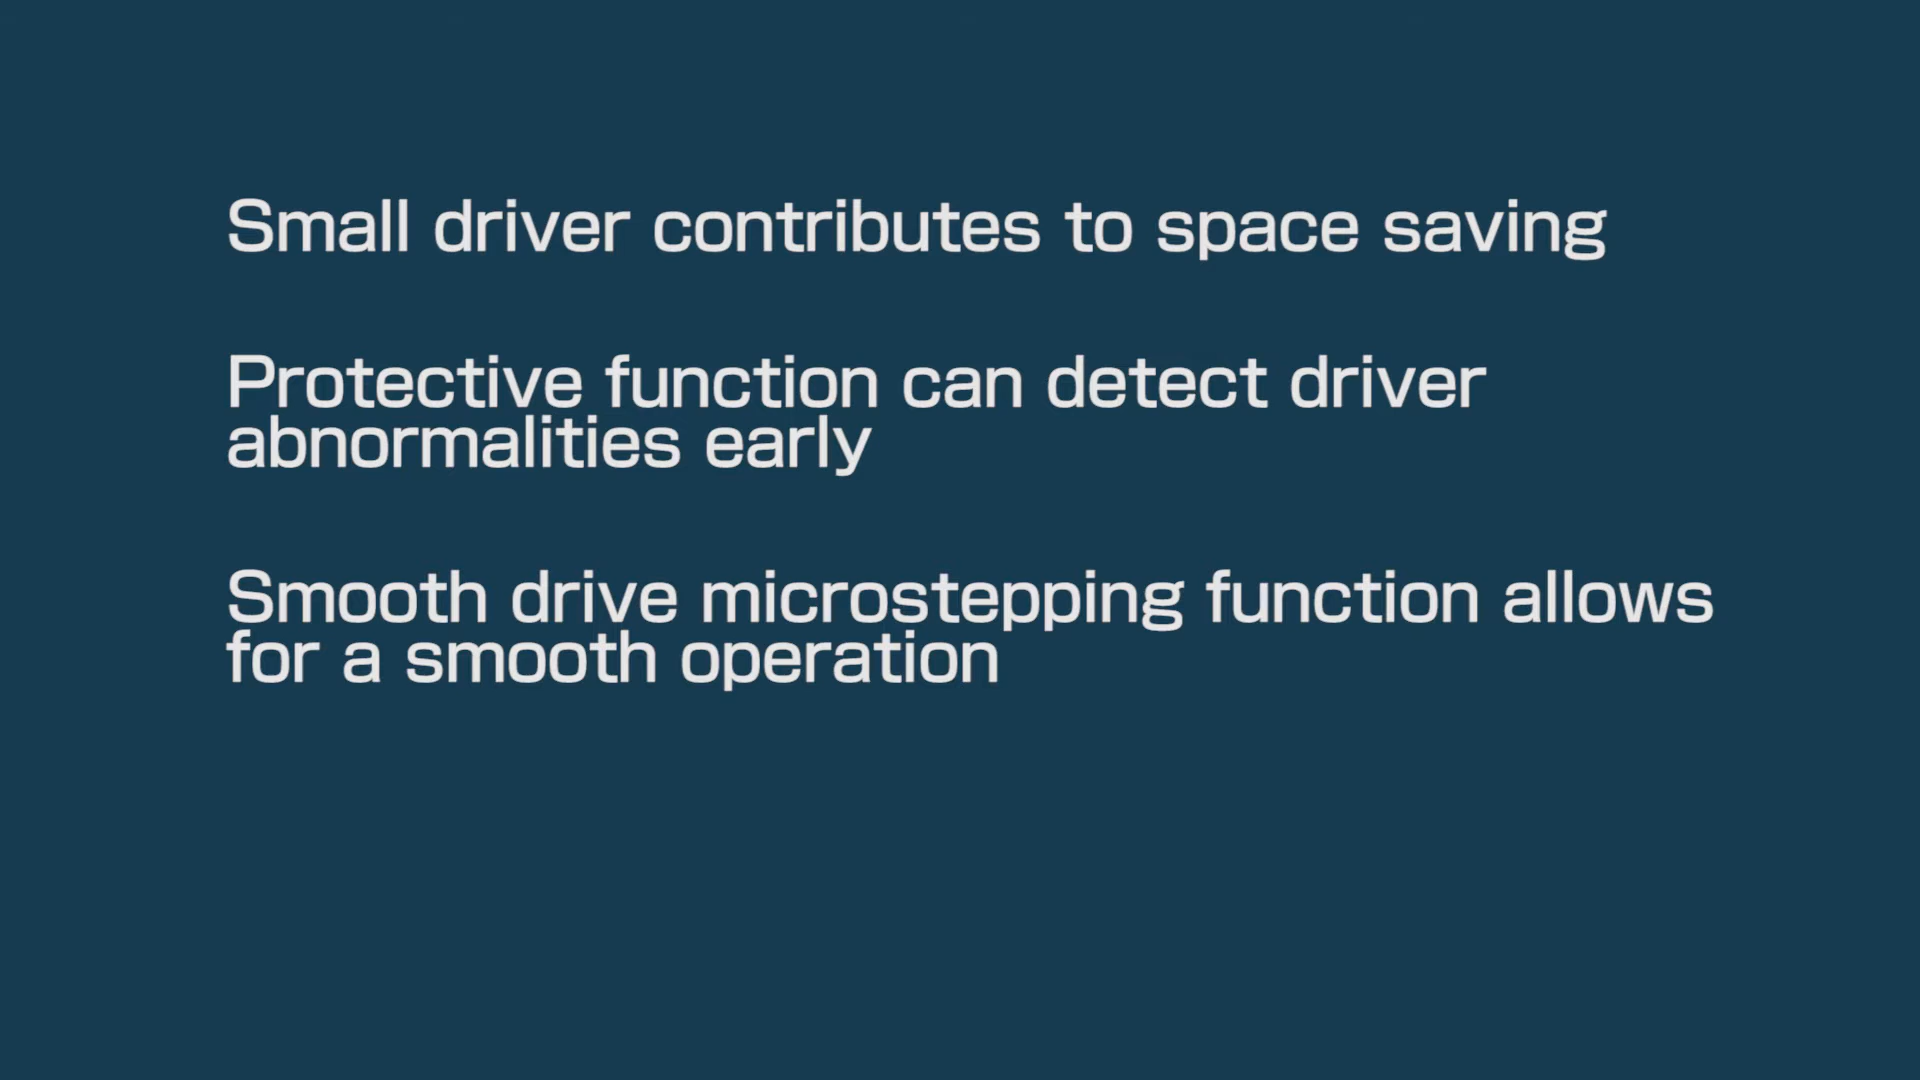 Small driver contributes to space saving
Protective function can detect driver
abnormalities early
Smooth drive microstepping function allows
for a smooth operation